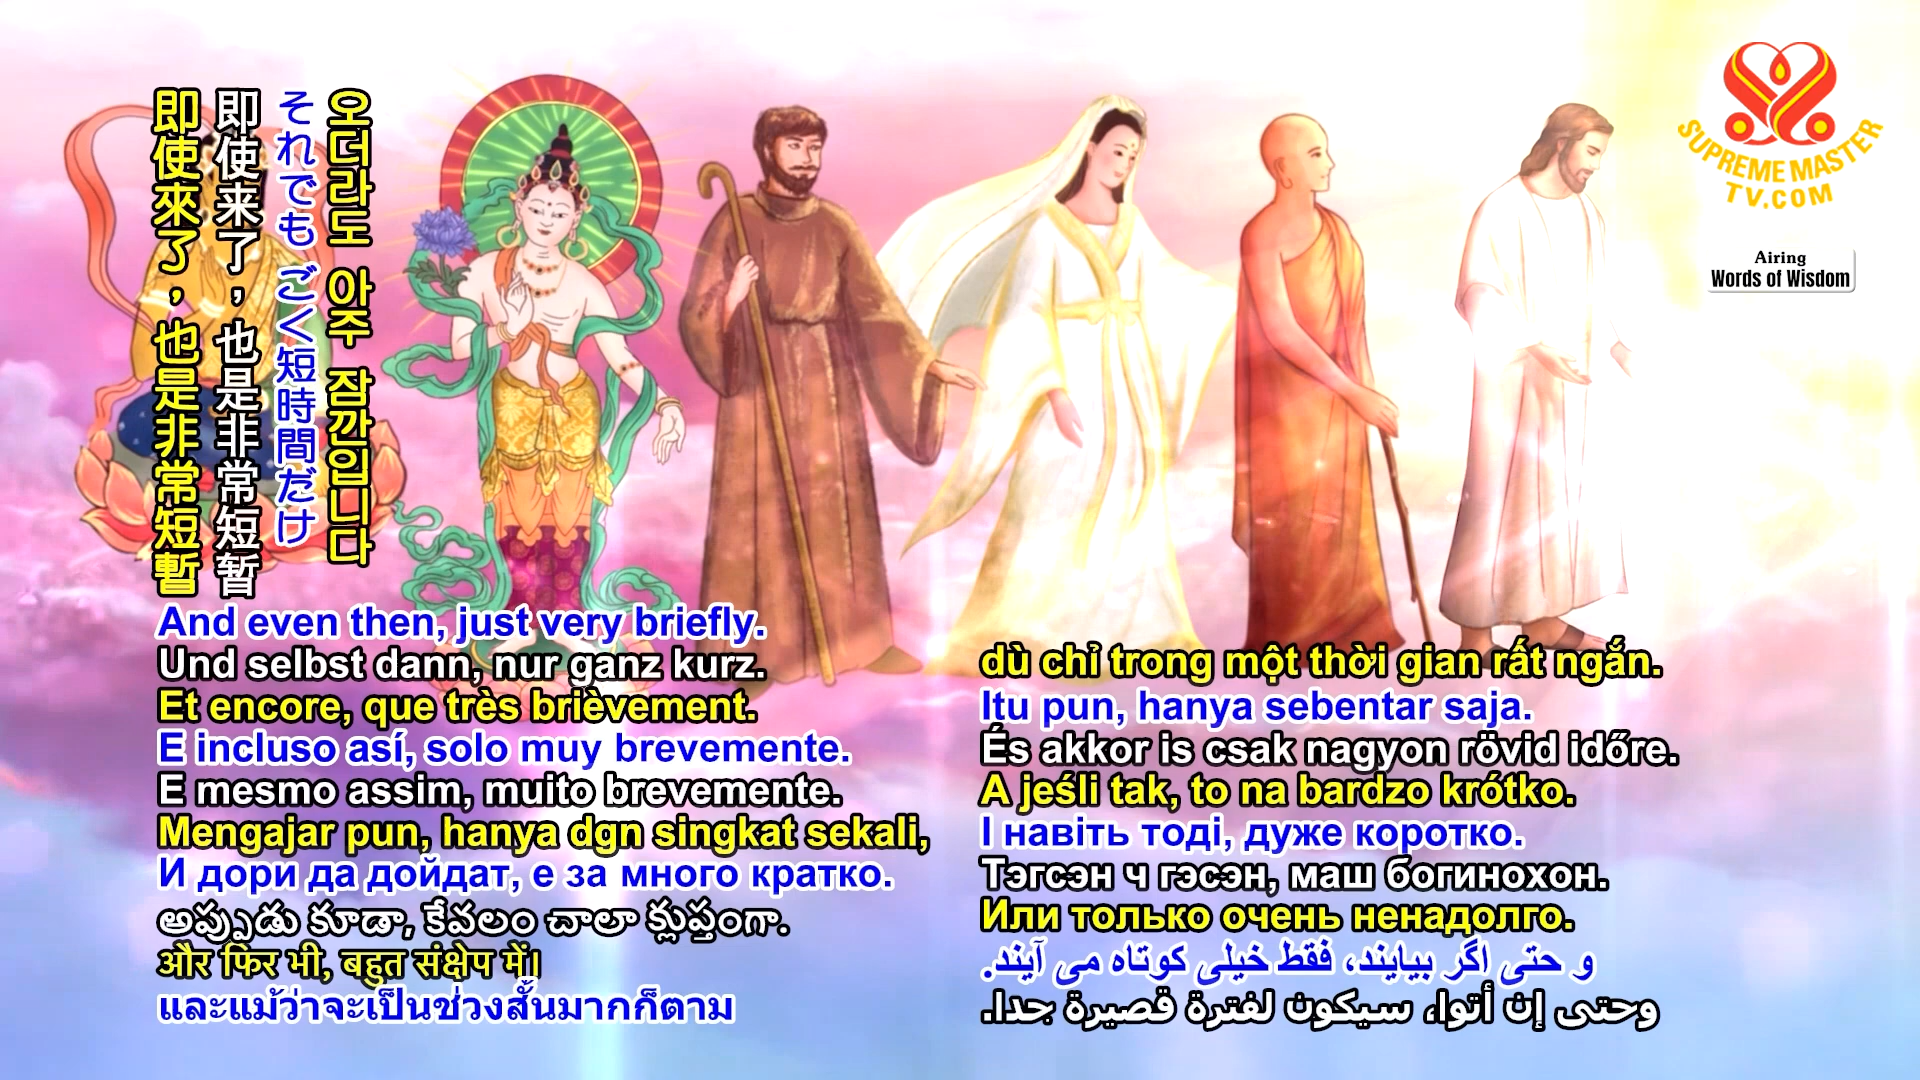 即使來了，也是非常短暫
即使来了，也是非常短暂
それでも ごく短時間だけ
오더라도 아주 잠깐입니다
And even then, just very briefly.
Und selbst dann, nur ganz kurz.
Et encore, que très brièvement.
E incluso así, solo muy brevemente.
E mesmo assim, muito brevemente.
Mengajar pun, hanya dgn singkat sekali,
И дори да дойдат, е за много кратко.
అప్పుడు కూడా, కేవలం చాలా క్లుప్తంగా.
और फिर भी, बहुत संक्षेप में।
และแม้ว่าจะเป็นช่วงสั้นมากก็ตาม
dù chỉ trong một thời gian rất ngắn.
Itu pun, hanya sebentar saja.
És akkor is csak nagyon rövid időre.
A jeśli tak, to na bardzo krótko.
І навіть тоді, дуже коротко.
Тэгсэн ч гэсэн, маш богинохон.
Или только очень ненадолго.
و حتی اگر بیایند، فقط خیلی کوتاه می آیند.
وحتى إن أتوا، سيكون لفترة قصيرة جدا.
SUPREME MASTER
TV.COM
Airing
Words of Wisdom